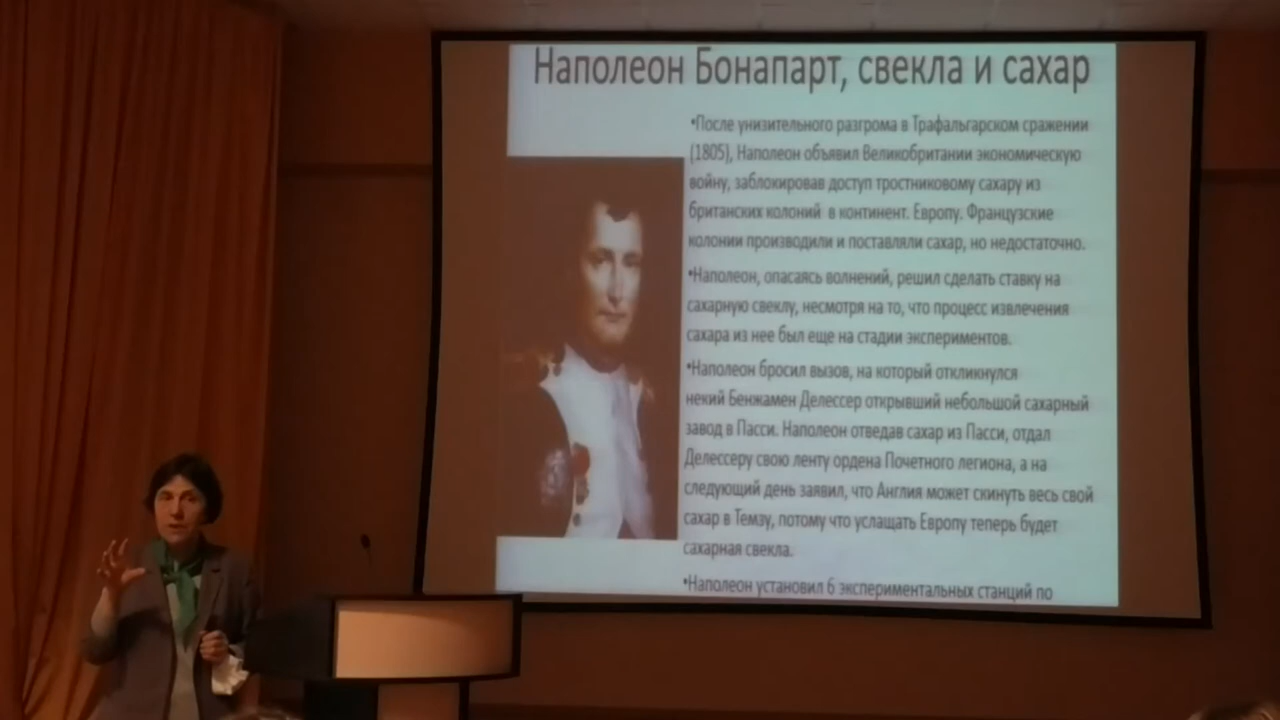 Наполеон Бонапарт, свекла и сахар
•После унизительного разгрома в Трафальгарском сражении
(1805), Наполеон объявил Великобритании экономическую
войну, заблокировав доступ тростниковому сахару из
британских колоний в континент. Европу. Французские
колонии производили и поставляли сахар, но недостаточно.
•Наполеон, опасаясь волнений, решил сделать ставку на
сахарную свеклу, несмотря на то, что процесс извлечения
сахара из нее был еще на стадии экспериментов.
•Наполеон бросил вызов, на который откликнулся
некий Бенжамен Делессер открывший небольшой сахарный
завод в Пасси. Наполеон отведав сахар из Пасси, отдал
Делессеру свою ленту ордена Почетного легиона, а на
следующий день заявил, что Англия может скинуть весь свой
сахар в Темзу, потому что услащать Европу теперь будет
сахарная свекла.
•Наполеон установил 6 экспериментальных станций по